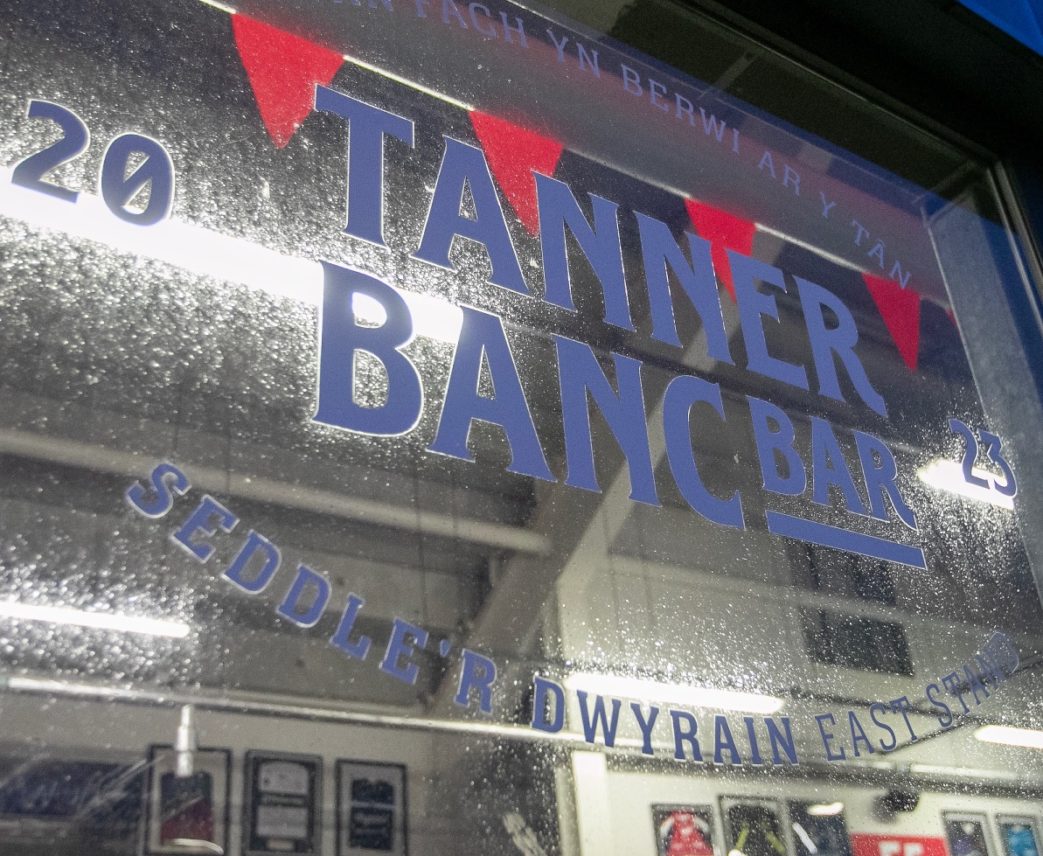 FACH YN BERWI AR Y TÂN
20 TANNER
BANC BAR 23
SEDDLE'R DWYRAIN EAST STAND